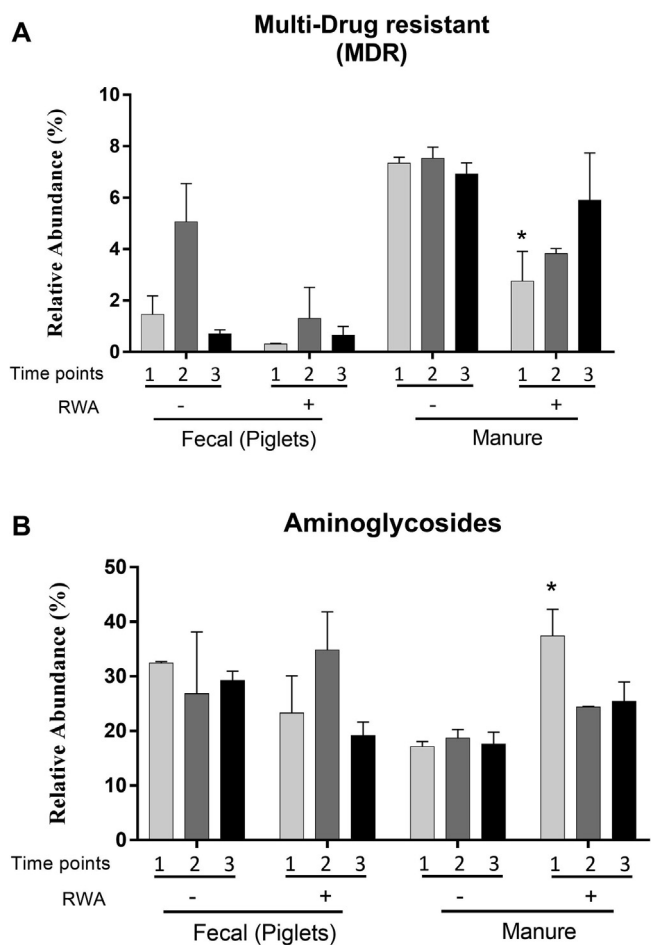 A
Multi-Drug resistant
(MDR)
Relative Abundance (%)
10
8
6
4
2
0
*
Time points 1 2 3 1 2 3 1 2 3 1 2 3
RWA - + - +
Fecal (Piglets) Manure
B
Aminoglycosides
Relative Abundance (%)
50
40
30
20
10
0
*
Time points 1 2 3 1 2 3 1 2 3 1 2 3
RWA - + - +
Fecal (Piglets) Manure